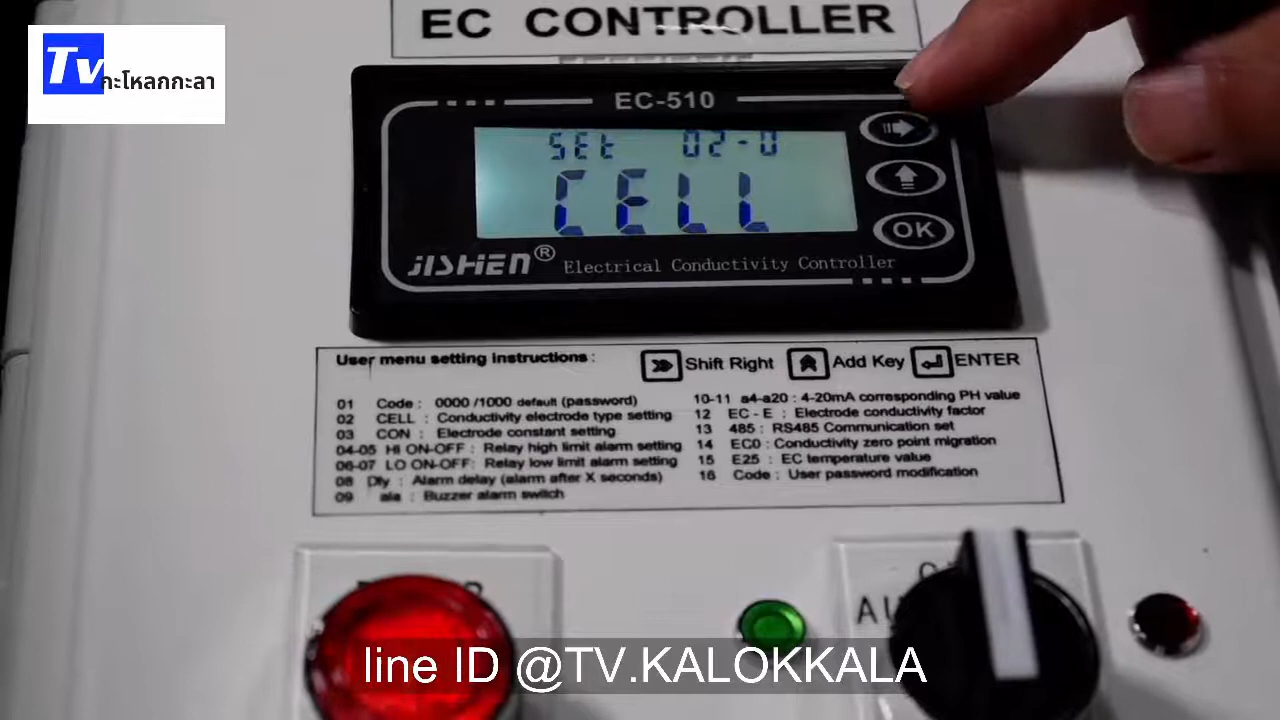 EC CONTROLLER
Tv กะโหลกกะลา
EC-510
SEt 02-0
CELL
OK
JISHEN® Electrical Conductivity Controller
User menu setting instructions: Shift Right Add Key ENTER
01 Code : 0000 /1000 default (password)
02 CELL : Conductivity electrode type setting
03 CON : Electrode constant setting
04-05 HI ON-OFF : Relay high limit alarm setting
06-07 LO ON-OFF: Relay low limit alarm setting
08 Dly : Alarm delay (alarm after X seconds)
09 ala : Buzzer alarm switch
10-11 a4-a20 : 4-20mA corresponding PH value
12 EC - E : Electrode conductivity factor
13 485 : RS485 Communication set
14 EC0 : Conductivity zero point migration
15 E25 : EC temperature value
16 Code : User password modification
line ID @TV.KALOKKALA